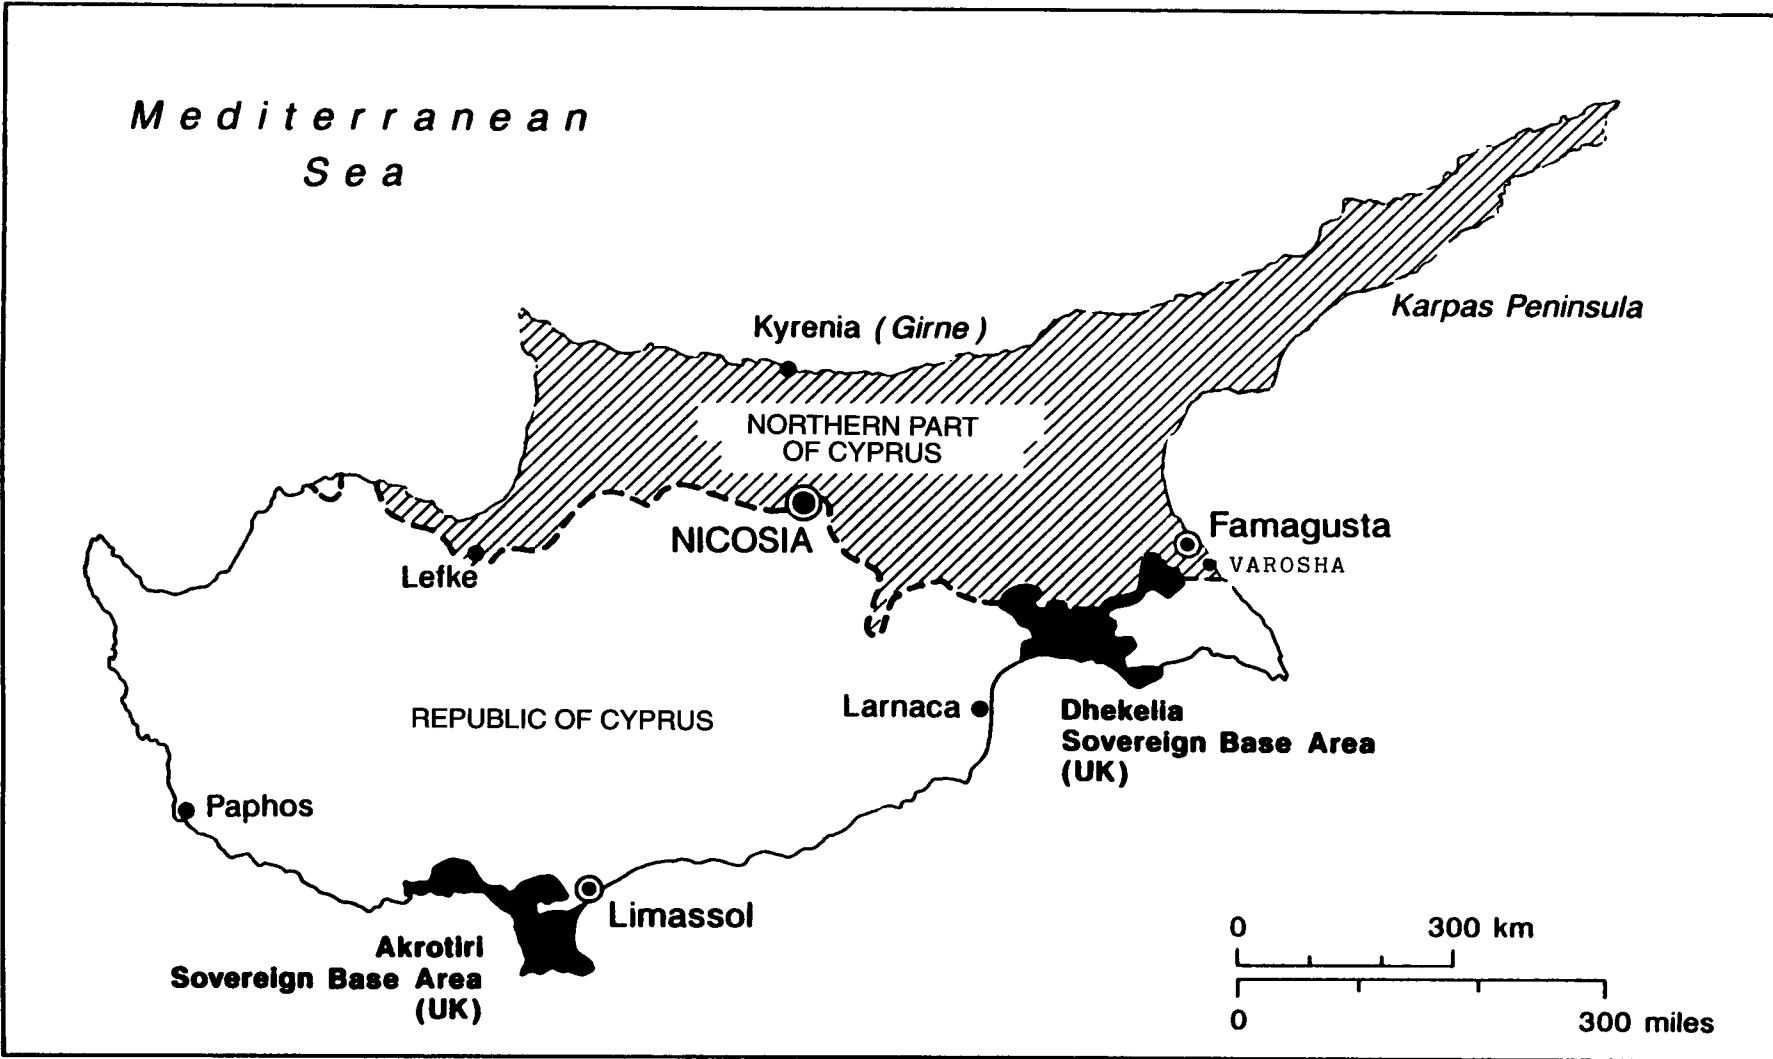 Mediterranean
Sea
Karpas Peninsula
Kyrenia (Girne)
NORTHERN PART
OF CYPRUS
NICOSIA
Famagusta
VAROSHA
Lefke
REPUBLIC OF CYPRUS
Larnaca
Dhekelia
Sovereign Base Area
(UK)
Paphos
Limassol
Akrotiri
Sovereign Base Area
(UK)
0 300 km
0 300 miles